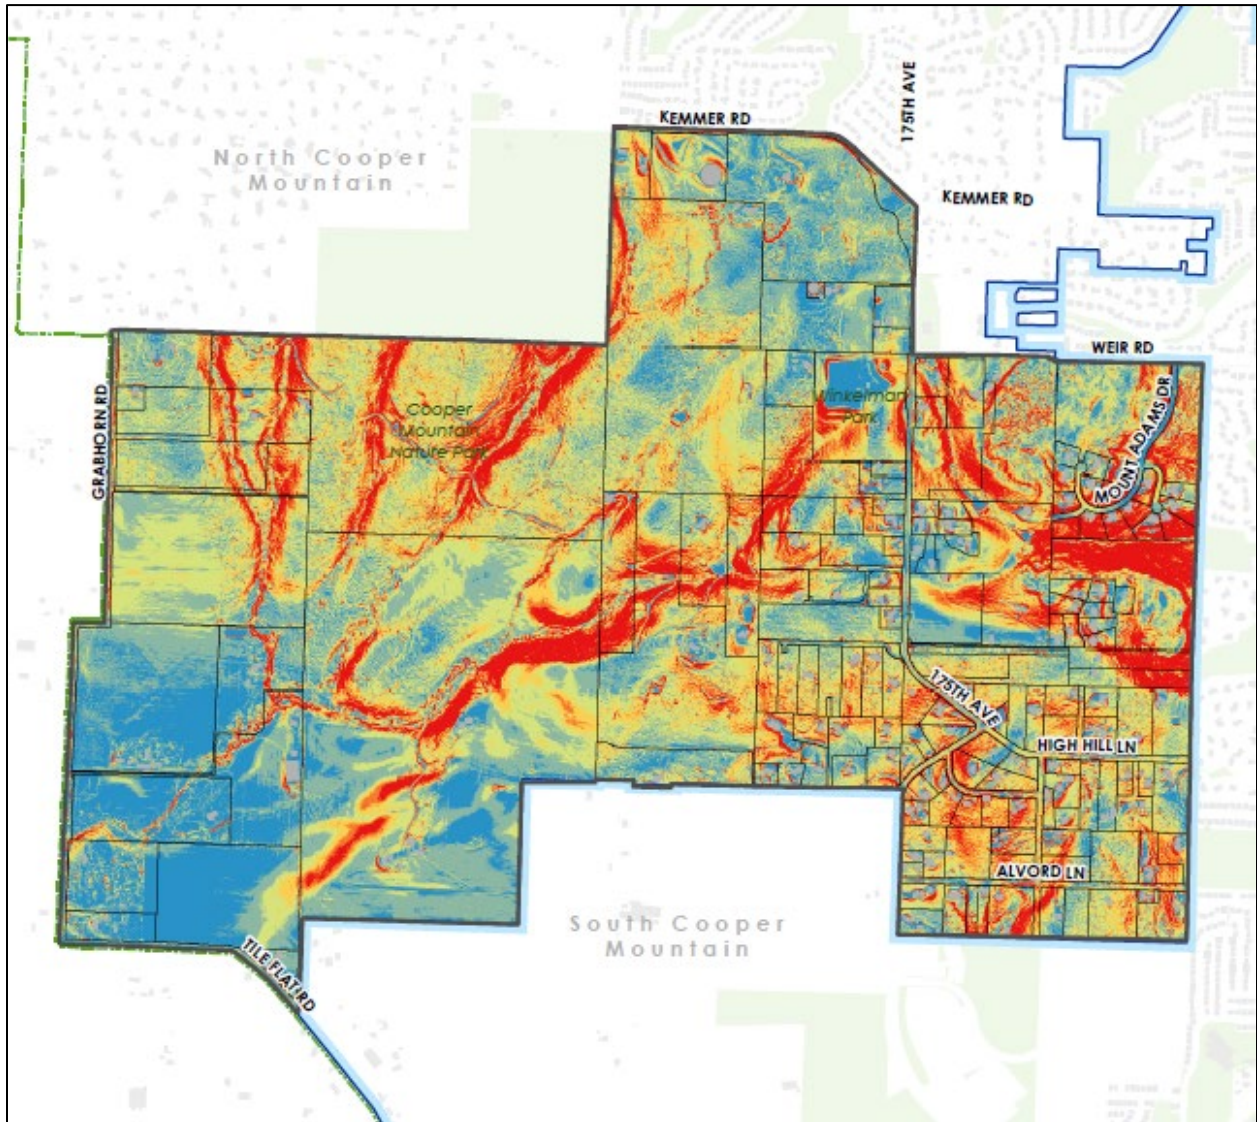 KEMMER RD
175TH AVE
North Cooper
Mountain
KEMMER RD
WEIR RD
GRABHORN RD
Cooper
Mountain
Nature Park
Winkelman
Park
MOUNT ADAMS DR
175TH AVE
HIGH HILL LN
ALVORD LN
South Cooper
Mountain
TILE FLAT RD